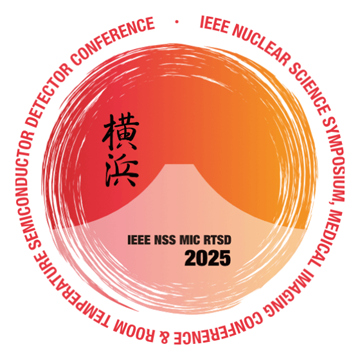 IEEE NUCLEAR SCIENCE SYMPOSIUM, MEDICAL IMAGING CONFERENCE & ROOM TEMPERATURE SEMICONDUCTOR DETECTOR CONFERENCE
横浜
IEEE NSS MIC RTSD
2025